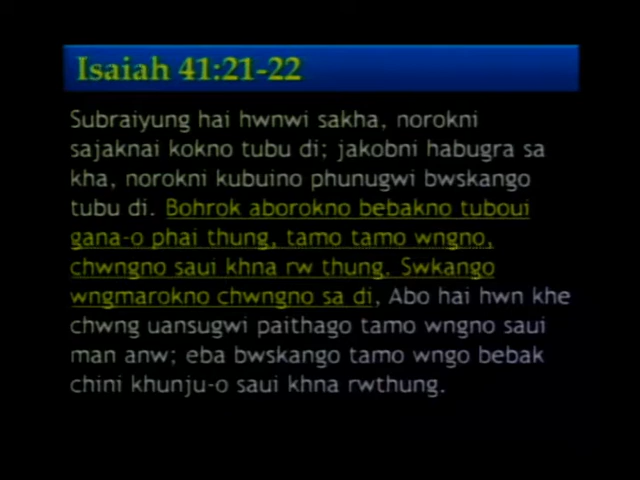 Isaiah 41:21-22
Subraiyung hai hwnwi sakha, norokni
sajaknai kokno tubu di; jakobni habugra sa
kha, norokni kubuino phunugwi bwskango
tubu di. Bohrok aborokno bebakno tuboui
gana-o phai thung, tamo tamo wngno,
chwngno saui khna rw thung. Swkango
wngmarokno chwngno sa di, Abo hai hwn khe
chwng uansugwi paithago tamo wngno saui
man anw; eba bwskango tamo wngo bebak
chini khunju-o saui khna rwthung.